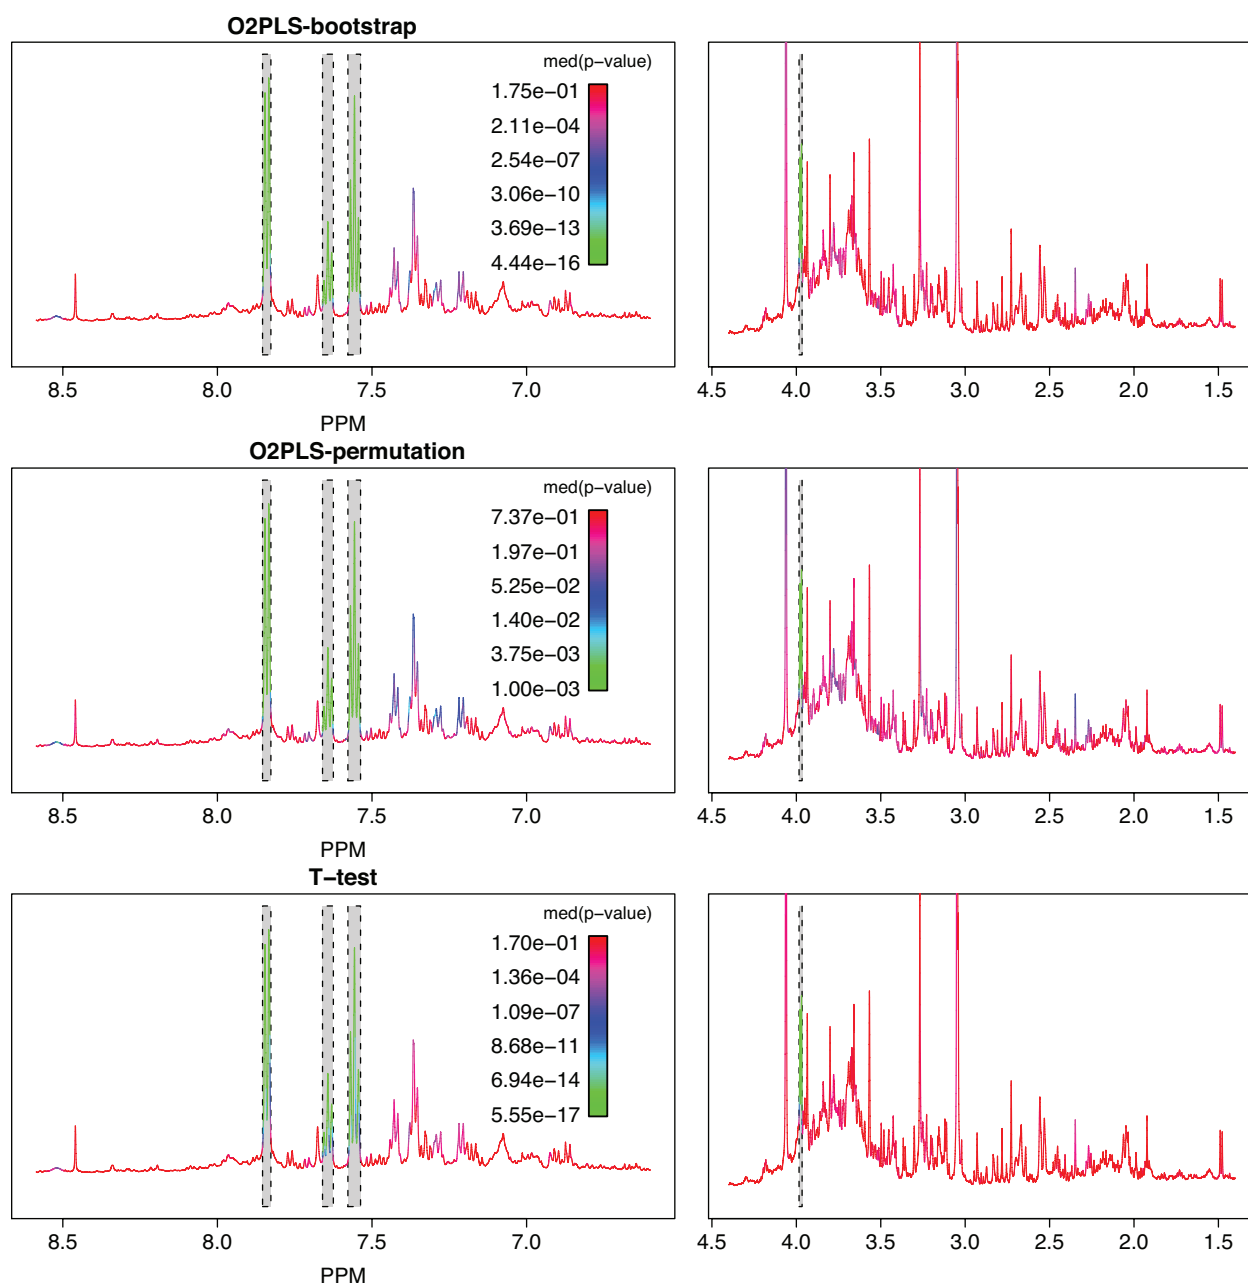 O2PLS−bootstrap
med(p−value)
1.75e−01
2.11e−04
2.54e−07
3.06e−10
3.69e−13
4.44e−16
8.5 8.0 7.5 7.0
4.5 4.0 3.5 3.0 2.5 2.0 1.5
PPM
O2PLS−permutation
med(p−value)
7.37e−01
1.97e−01
5.25e−02
1.40e−02
3.75e−03
1.00e−03
8.5 8.0 7.5 7.0
4.5 4.0 3.5 3.0 2.5 2.0 1.5
PPM
T−test
med(p−value)
1.70e−01
1.36e−04
1.09e−07
8.68e−11
6.94e−14
5.55e−17
8.5 8.0 7.5 7.0
4.5 4.0 3.5 3.0 2.5 2.0 1.5
PPM